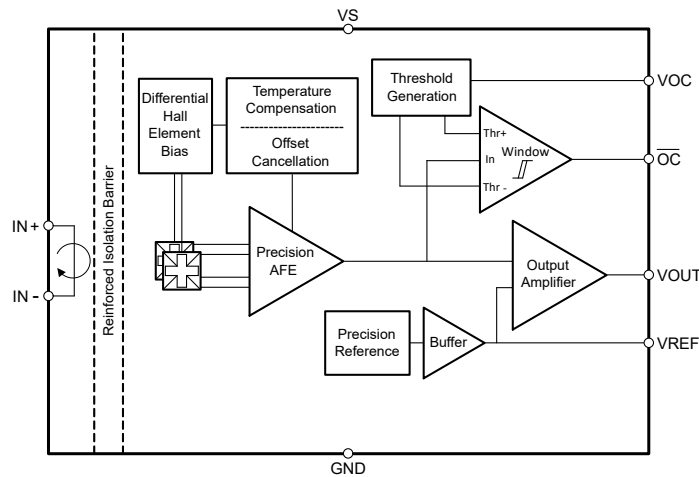 VS
Differential
Hall
Element
Bias
Temperature
Compensation
Offset
Cancellation
Threshold
Generation
VOC
Thr+
In
Window
Thr -
OC
Reinforced Isolation Barrier
IN+
IN -
Precision
AFE
Output
Amplifier
VOUT
Precision
Reference
Buffer
VREF
GND